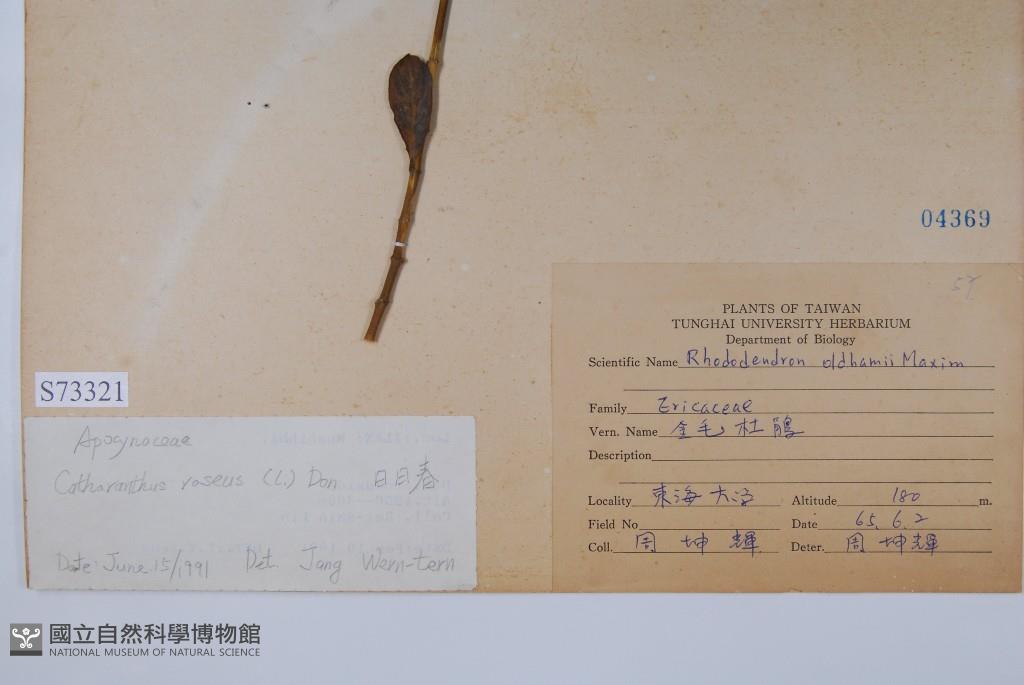 04369
57
PLANTS OF TAIWAN
TUNGHAI UNIVERSITY HERBARIUM
Department of Biology
Scientific Name Rhododendron oldhamii Maxim
Family Ericaceae
Vern. Name 金毛杜鵑
Description
Locality 東海大学 Altitude 180 m.
Field No Date 65.6.2
Coll. 周坤輝 Deter. 周坤輝
S73321
Apocynaceae
Catharanthus roseus (L.) Don 日日春
Date: June 15/1991 Det. Jang Wern-tern
國立自然科學博物館
NATIONAL MUSEUM OF NATURAL SCIENCE